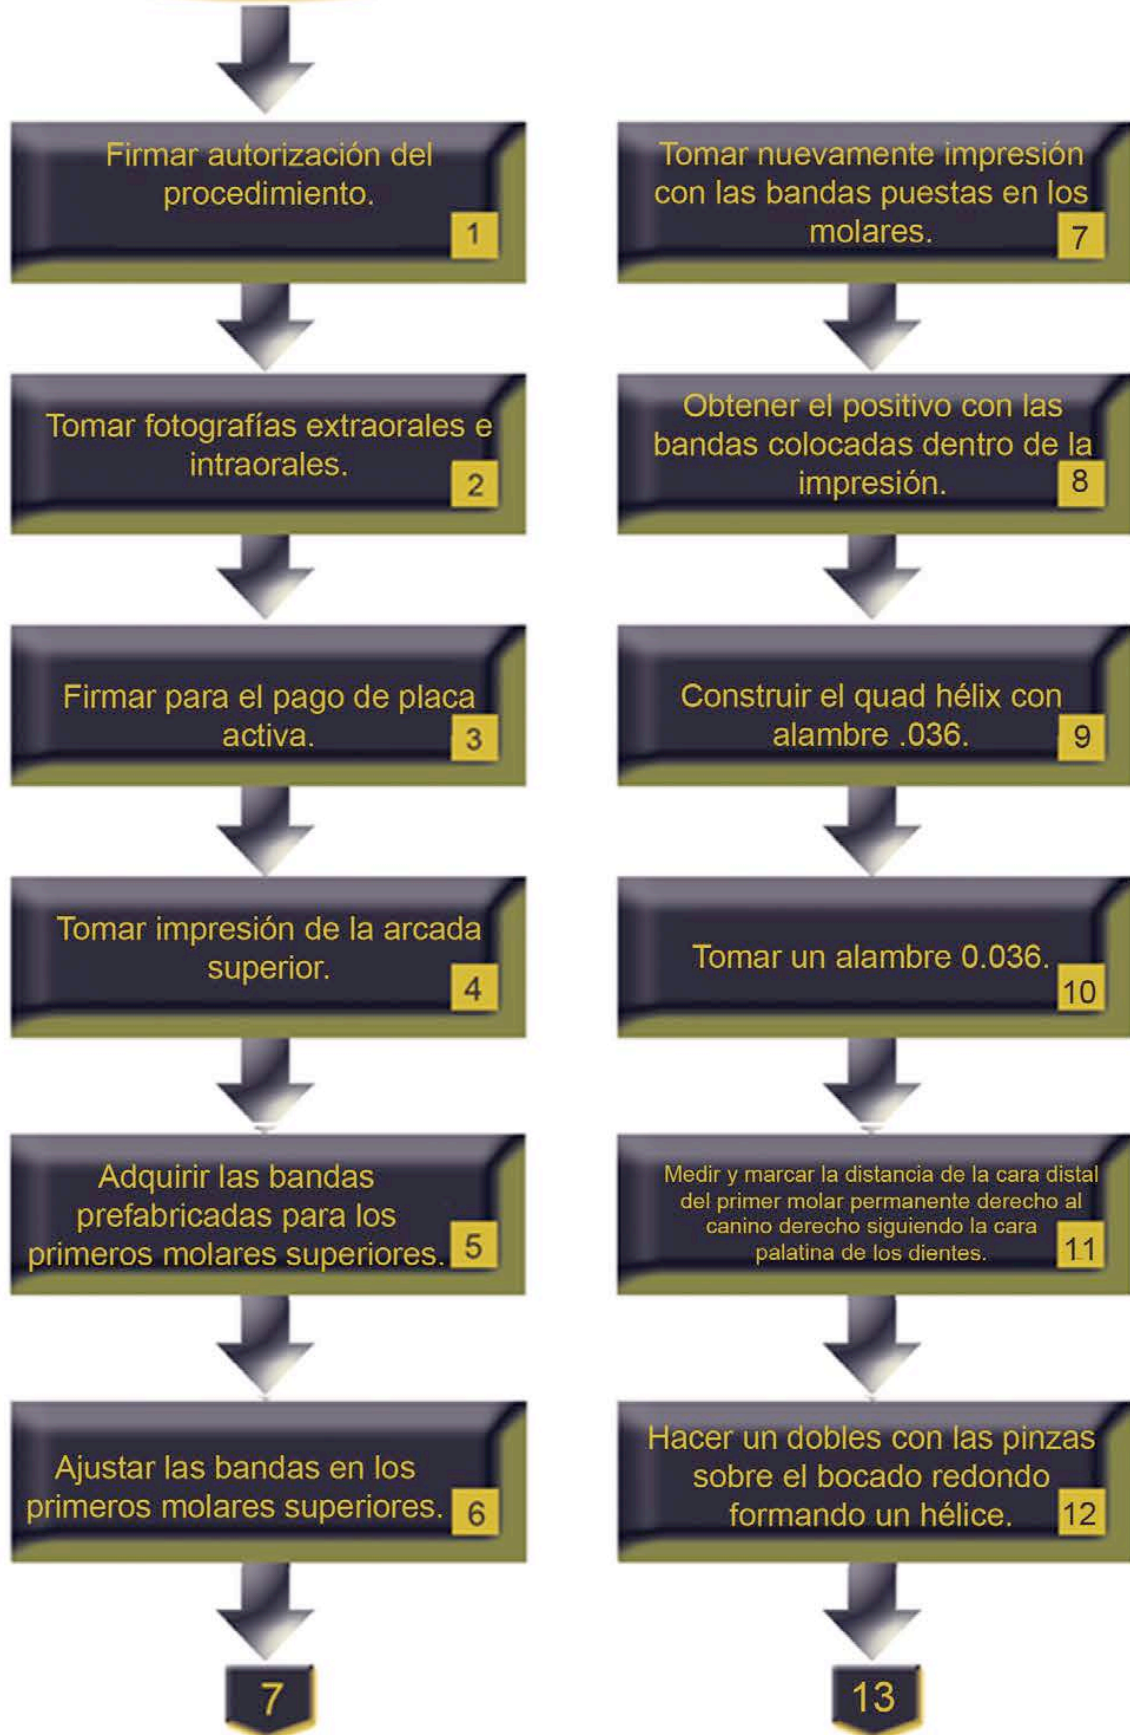 Firmar autorización del
procedimiento.
1
Tomar fotografías extraorales e
intraorales.
2
Firmar para el pago de placa
activa.
3
Tomar impresión de la arcada
superior.
4
Adquirir las bandas
prefabricadas para los
primeros molares superiores.
5
Ajustar las bandas en los
primeros molares superiores.
6
7
Tomar nuevamente impresión
con las bandas puestas en los
molares.
7
Obtener el positivo con las
bandas colocadas dentro de la
impresión.
8
Construir el quad hélix con
alambre .036.
9
Tomar un alambre 0.036.
10
Medir y marcar la distancia de la cara distal
del primer molar permanente derecho al
canino derecho siguiendo la cara
palatina de los dientes.
11
Hacer un dobles con las pinzas
sobre el bocado redondo
formando un hélice.
12
13